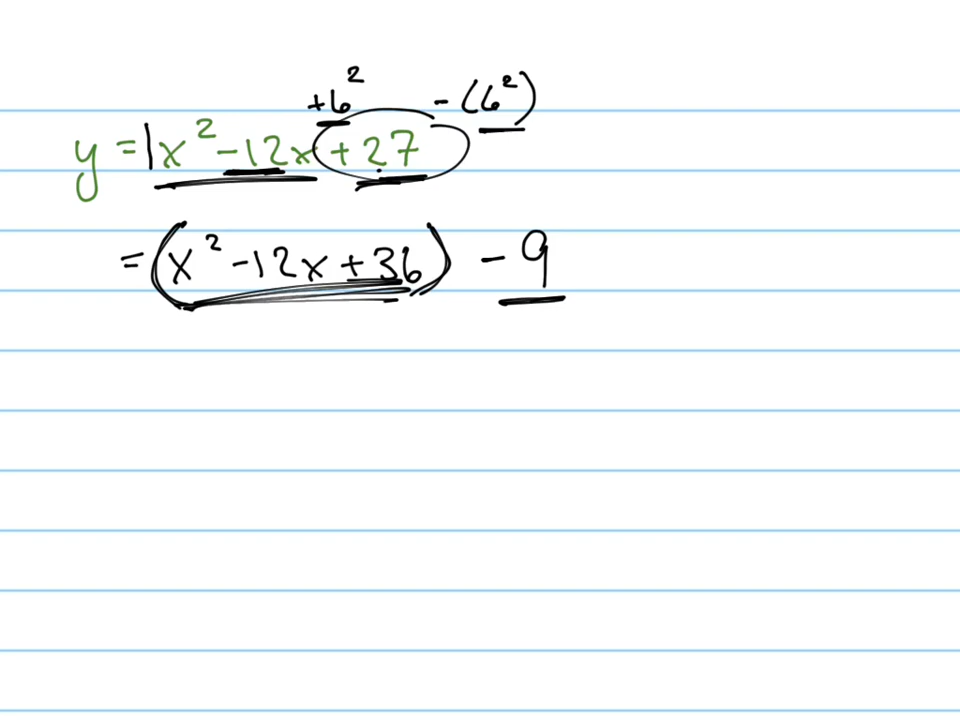 +6² -(6²)
y = 1x² -12x + 27
= (x² -12x + 36) - 9